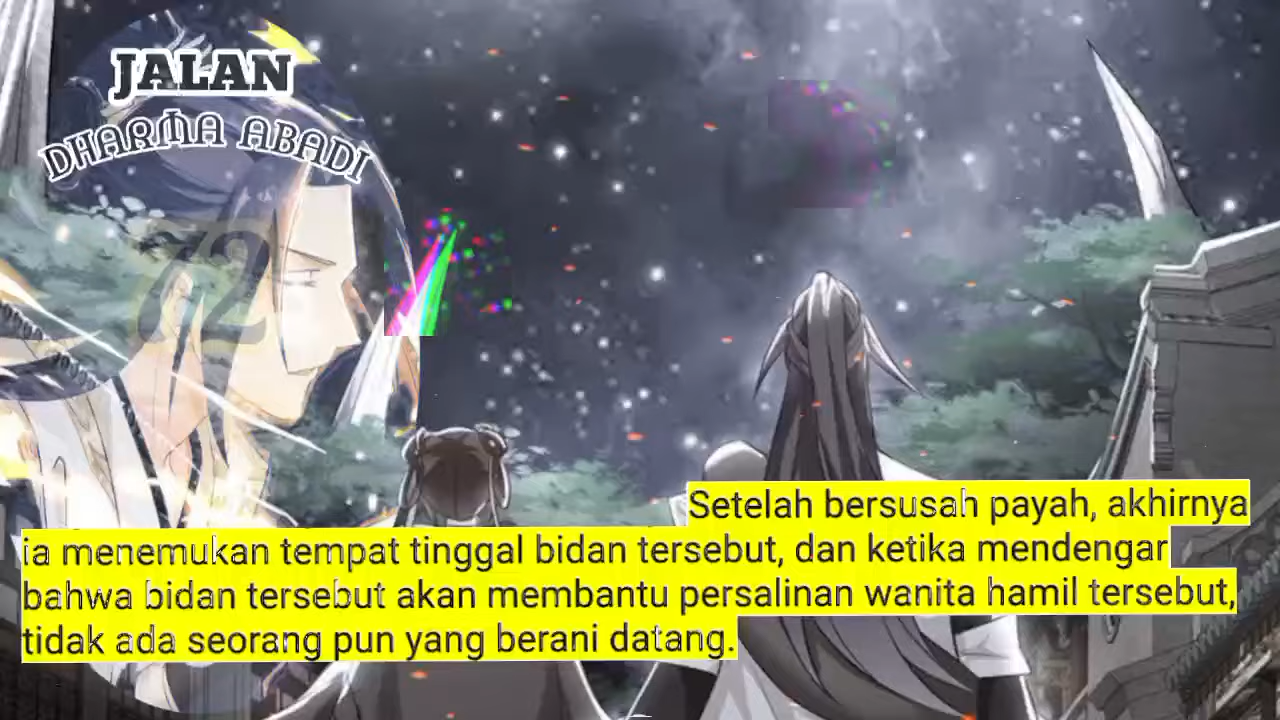 JALAN
DHARMA ABADI
72
Setelah bersusah payah, akhirnya
ia menemukan tempat tinggal bidan tersebut, dan ketika mendengar
bahwa bidan tersebut akan membantu persalinan wanita hamil tersebut,
tidak ada seorang pun yang berani datang.